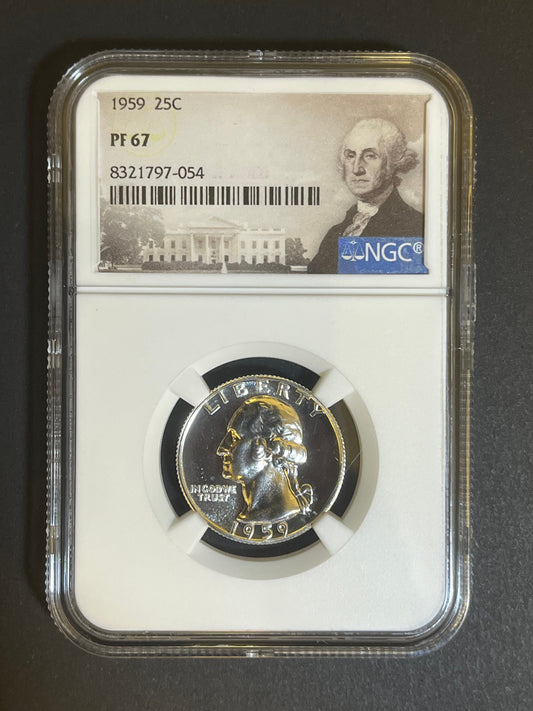 1959 25C
PF 67
8321797-054
NGC®
LIBERTY
IN GOD WE
TRUST
1959